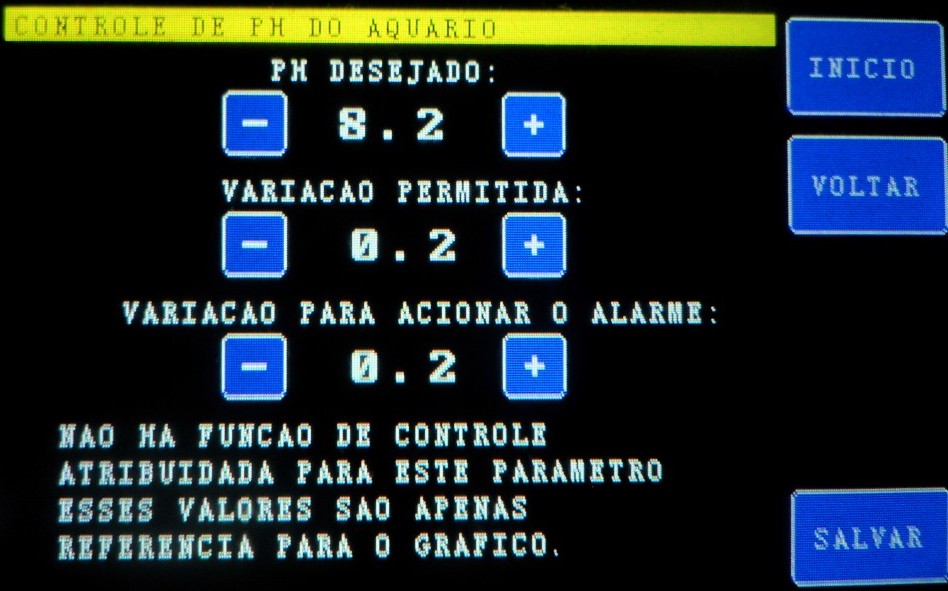 CONTROLE DE PH DO AQUARIO
INICIO
PH DESEJADO:
- 8.2 +
VOLTAR
VARIACAO PERMITIDA:
- 0.2 +
VARIACAO PARA ACIONAR O ALARME:
- 0.2 +
NAO HA FUNCAO DE CONTROLE
ATRIBUIDADA PARA ESTE PARAMETRO
ESSES VALORES SAO APENAS
REFERENCIA PARA O GRAFICO.
SALVAR